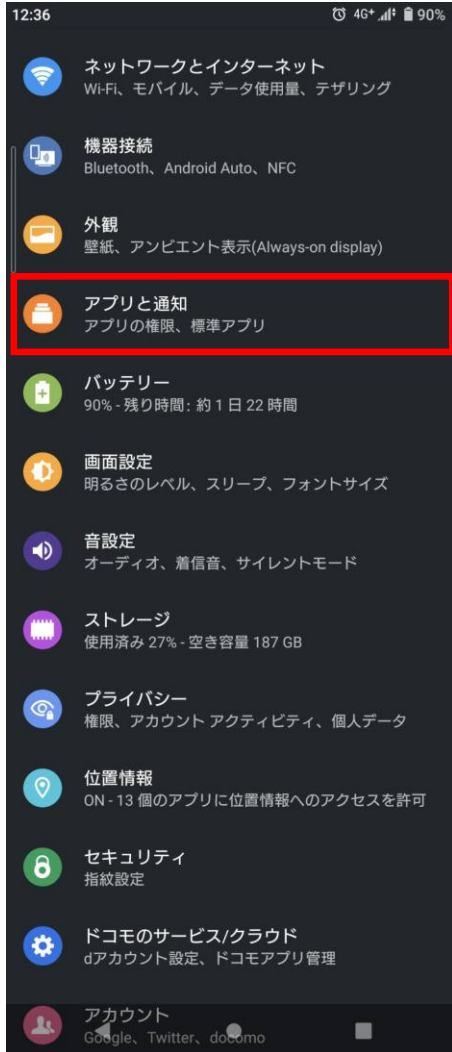 12:36 4G+ 90%
ネットワークとインターネット
Wi-Fi、モバイル、データ使用量、テザリング
機器接続
Bluetooth、Android Auto、NFC
外観
壁紙、アンビエント表示(Always-on display)
アプリと通知
アプリの権限、標準アプリ
バッテリー
90% - 残り時間: 約 1 日 22 時間
画面設定
明るさのレベル、スリープ、フォントサイズ
音設定
オーディオ、着信音、サイレントモード
ストレージ
使用済み 27% - 空き容量 187 GB
プライバシー
権限、アカウント アクティビティ、個人データ
位置情報
ON - 13 個のアプリに位置情報へのアクセスを許可
セキュリティ
指紋設定
ドコモのサービス/クラウド
dアカウント設定、ドコモアプリ管理
アカウント
Google、Twitter、docomo